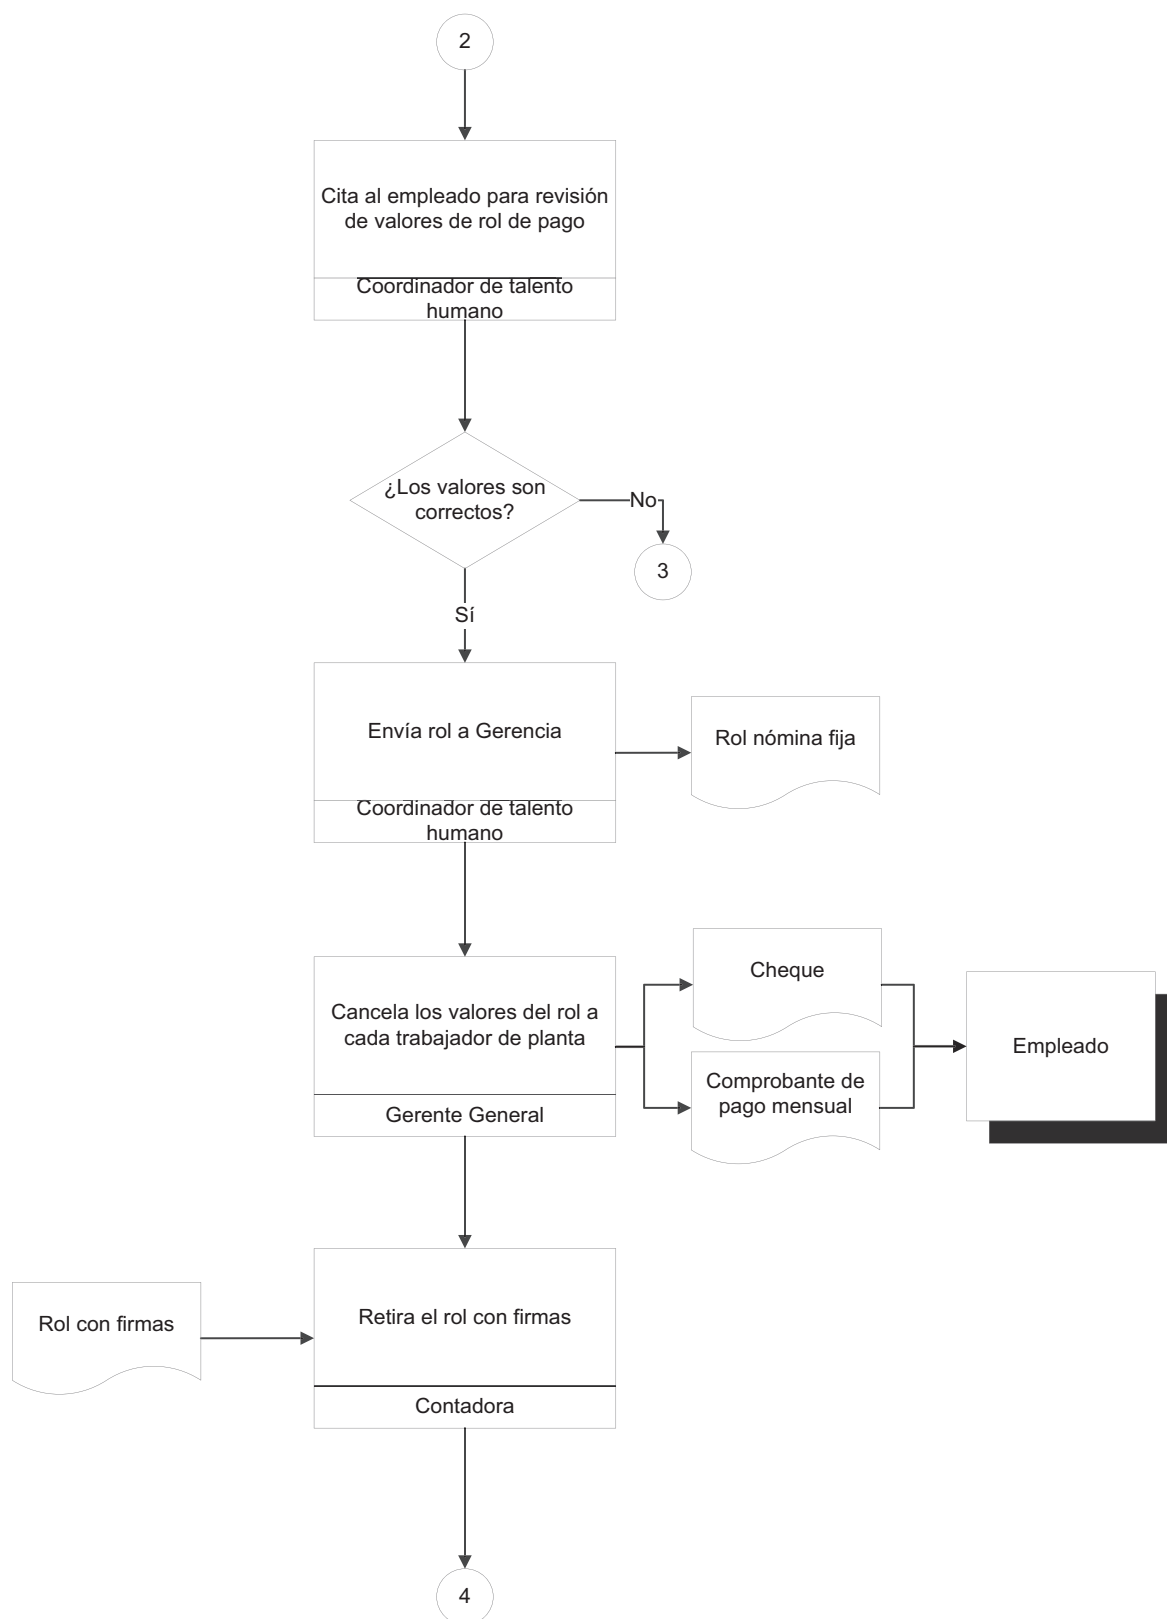 2
Cita al empleado para revisión
de valores de rol de pago
Coordinador de talento
humano
¿Los valores son
correctos?
No
3
Sí
Envía rol a Gerencia
Coordinador de talento
humano
Rol nómina fija
Cancela los valores del rol a
cada trabajador de planta
Gerente General
Cheque
Comprobante de
pago mensual
Empleado
Rol con firmas
Retira el rol con firmas
Contadora
4